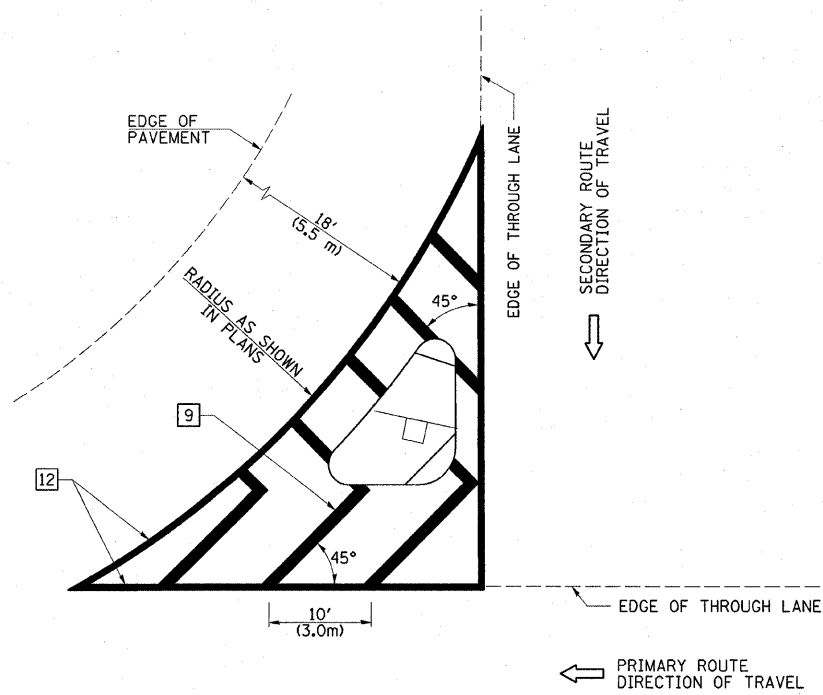 EDGE OF
PAVEMENT
18'
(5.5 m)
RADIUS AS SHOWN
IN PLANS
EDGE OF THROUGH LANE
SECONDARY ROUTE
DIRECTION OF TRAVEL
45°
9
12
45°
10'
(3.0m)
EDGE OF THROUGH LANE
PRIMARY ROUTE
DIRECTION OF TRAVEL